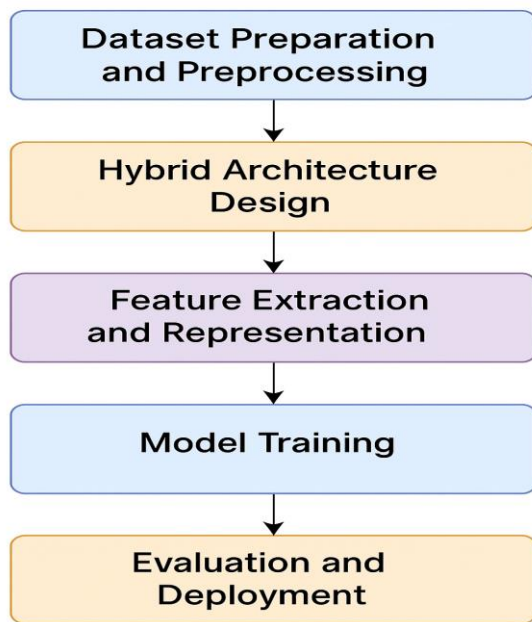 Dataset Preparation
and Preprocessing
Hybrid Architecture
Design
Feature Extraction
and Representation
Model Training
Evaluation and
Deployment